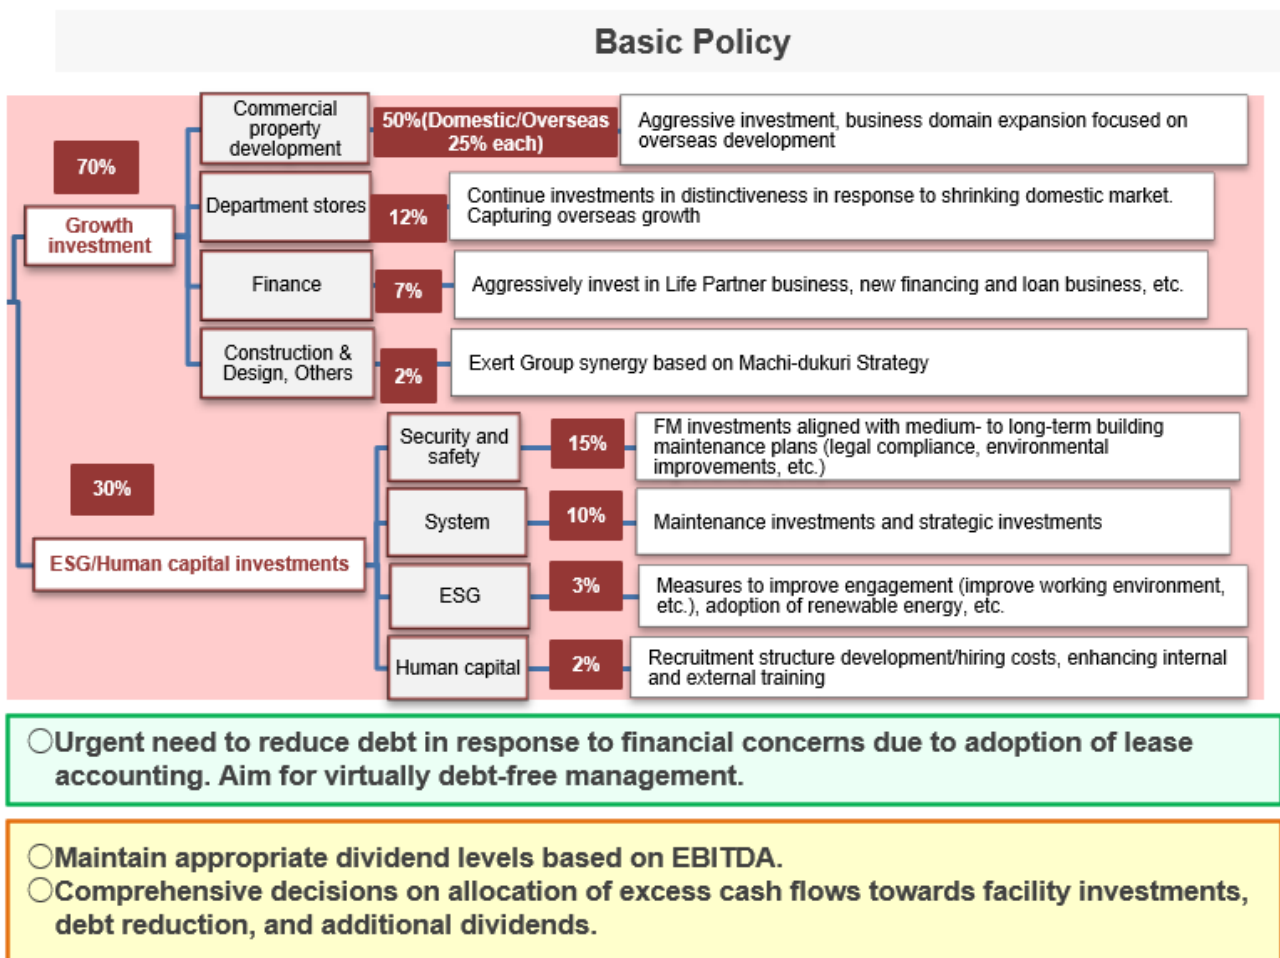 Basic Policy
Commercial
property
development
50%(Domestic/Overseas
25% each)
Aggressive investment, business domain expansion focused on
overseas development
70%
Growth
investment
Department stores
12%
Continue investments in distinctiveness in response to shrinking domestic market.
Capturing overseas growth
Finance
7%
Aggressively invest in Life Partner business, new financing and loan business, etc.
Construction &
Design, Others
2%
Exert Group synergy based on Machi-dukuri Strategy
30%
ESG/Human capital investments
Security and
safety
15%
FM investments aligned with medium- to long-term building
maintenance plans (legal compliance, environmental
improvements, etc.)
System
10%
Maintenance investments and strategic investments
ESG
3%
Measures to improve engagement (improve working environment,
etc.), adoption of renewable energy, etc.
Human capital
2%
Recruitment structure development/hiring costs, enhancing internal
and external training
○Urgent need to reduce debt in response to financial concerns due to adoption of lease
accounting. Aim for virtually debt-free management.
○Maintain appropriate dividend levels based on EBITDA.
○Comprehensive decisions on allocation of excess cash flows towards facility investments,
debt reduction, and additional dividends.